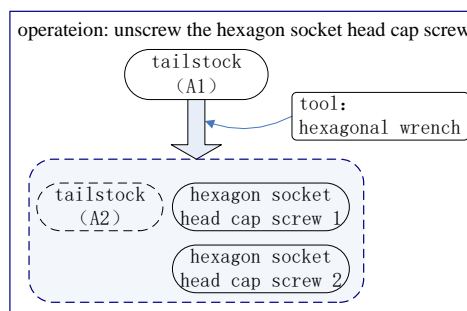 operateion: unscrew the hexagon socket head cap screw
tailstock
(A1)
tool:
hexagonal wrench
tailstock
(A2)
hexagon socket
head cap screw 1
hexagon socket
head cap screw 2